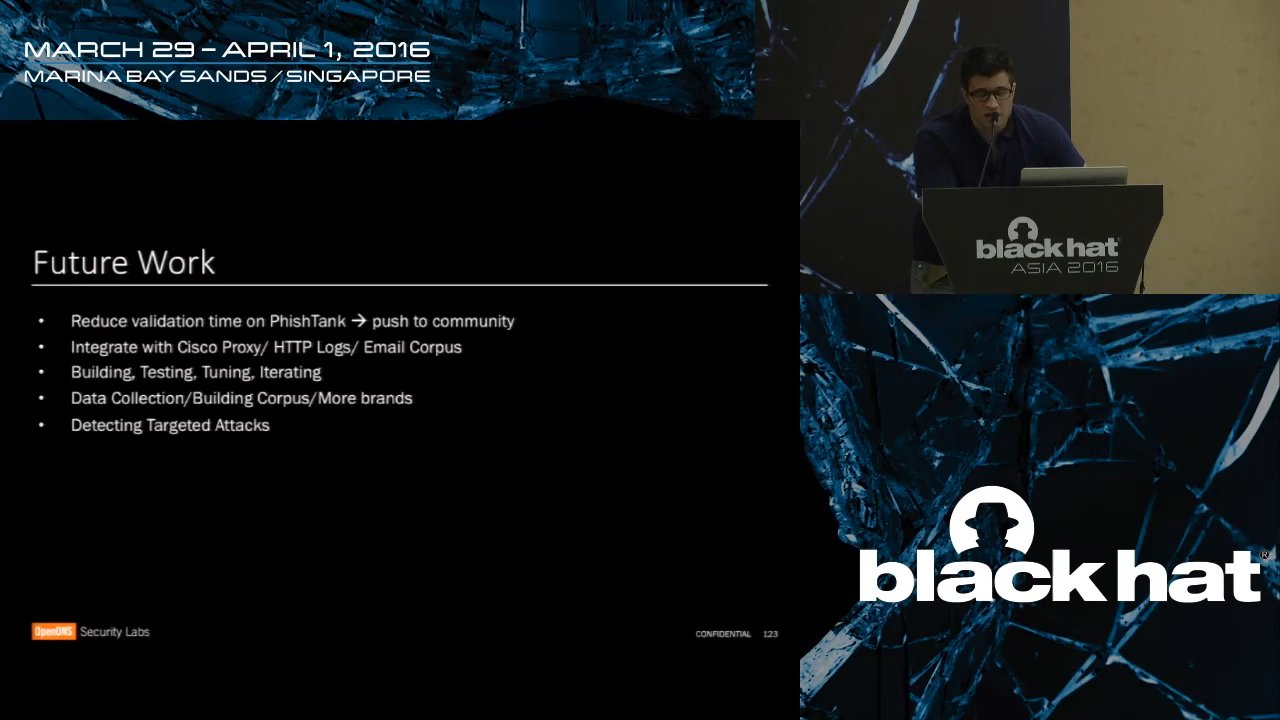 MARCH 29 – APRIL 1, 2016
MARINA BAY SANDS / SINGAPORE
black hat
ASIA 2016
Future Work
• Reduce validation time on PhishTank → push to community
• Integrate with Cisco Proxy/ HTTP Logs/ Email Corpus
• Building, Testing, Tuning, Iterating
• Data Collection/Building Corpus/More brands
• Detecting Targeted Attacks
black hat®
OpenDNS Security Labs
CONFIDENTIAL 123